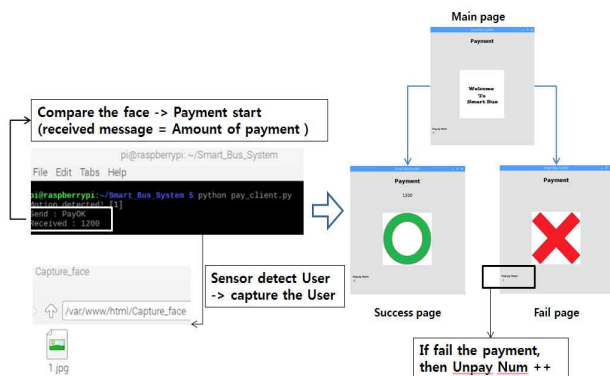 Main page
Payment
Welcome
To
Smart Bus
Compare the face -> Payment start
(received message = Amount of payment )
pi@raspberrypi: ~/Smart_Bus_System
File Edit Tabs Help
pi@raspberrypi:~/Smart_Bus_System $ python pay_client.py
Motion detected! [1]
Send : PayOK
Received : 1200
Payment
1200
Payment
Capture_face
/var/www/html/Capture_face
1.jpg
Sensor detect User
-> capture the User
Success page
Fail page
If fail the payment,
then Unpay Num ++